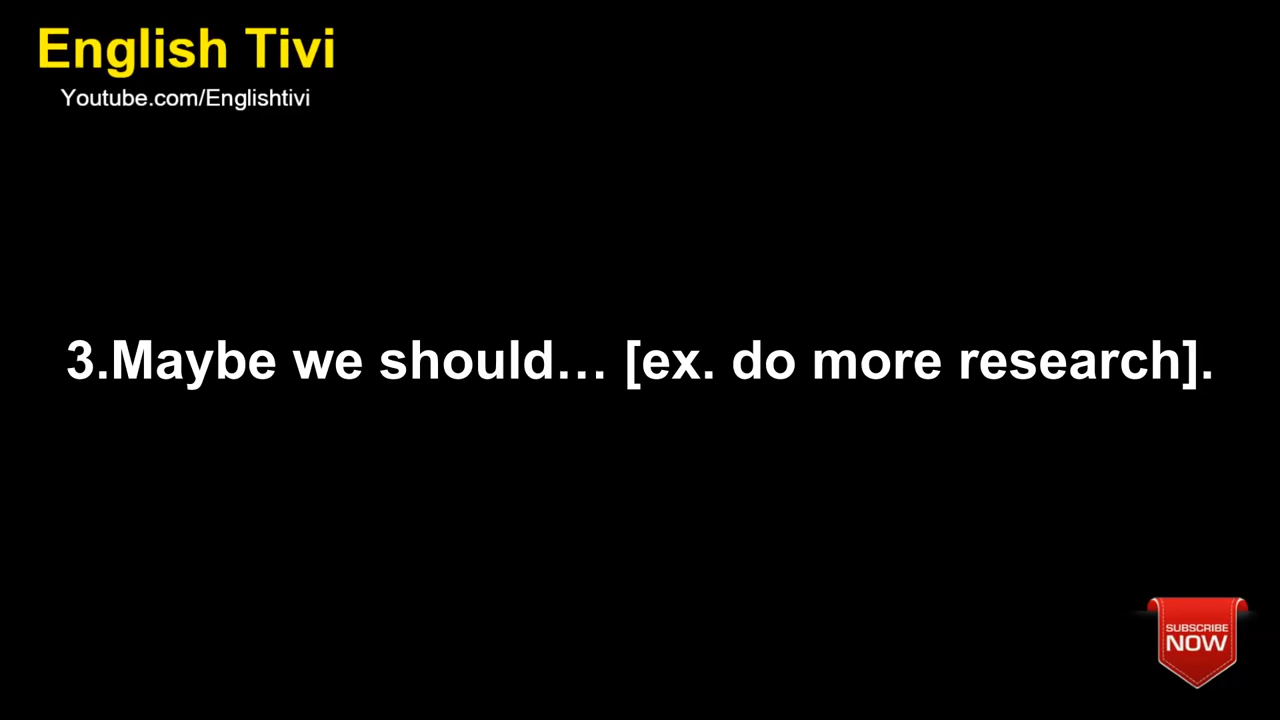 English Tivi
Youtube.com/Englishtivi
3.Maybe we should… [ex. do more research].
SUBSCRIBE
NOW